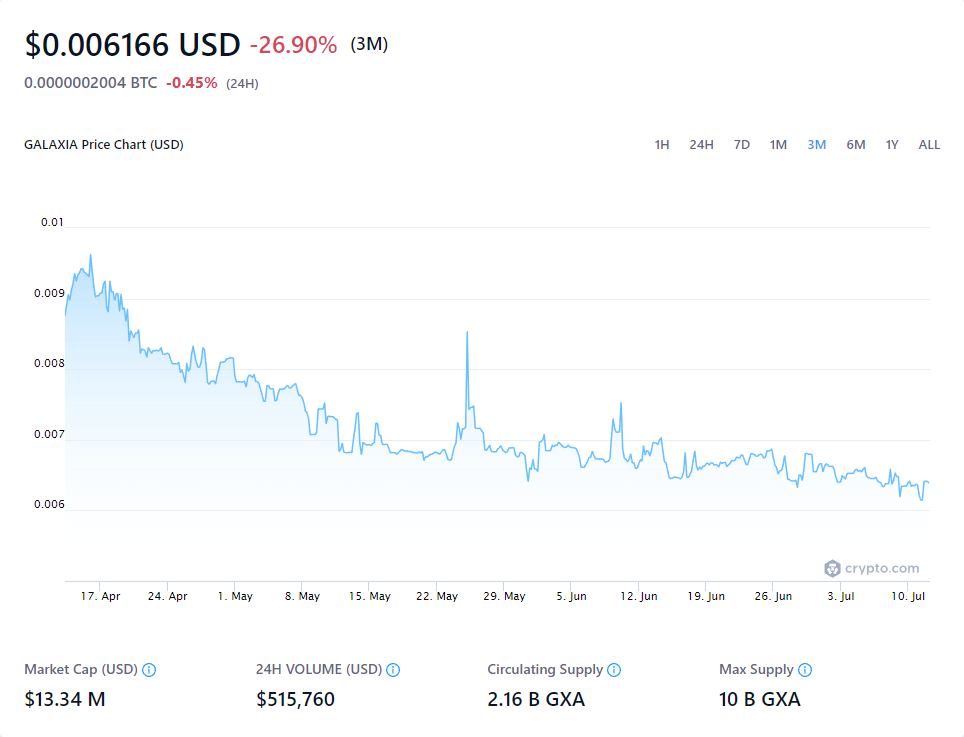 $0.006166 USD -26.90% (3M)
0.0000002004 BTC -0.45% (24H)
GALAXIA Price Chart (USD) 1H 24H 7D 1M 3M 6M 1Y ALL
0.01
0.009
0.008
0.007
0.006
crypto.com
17. Apr 24. Apr 1. May 8. May 15. May 22. May 29. May 5. Jun 12. Jun 19. Jun 26. Jun 3. Jul 10. Jul
Market Cap (USD) 24H VOLUME (USD) Circulating Supply Max Supply
$13.34 M $515,760 2.16 B GXA 10 B GXA